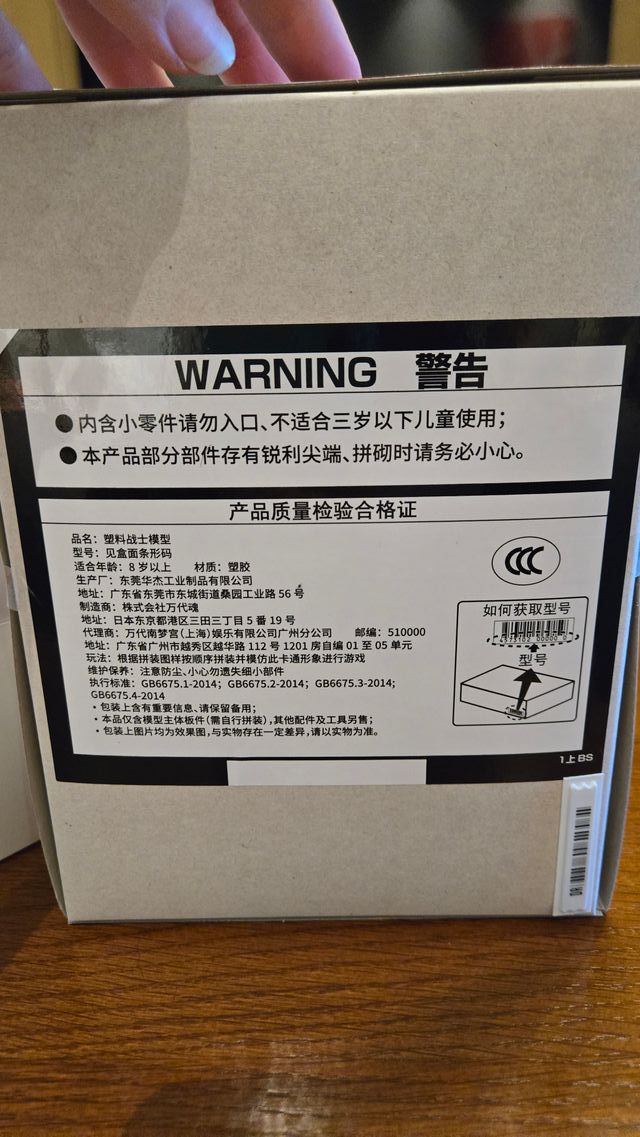 WARNING 警告
●内含小零件请勿入口、不适合三岁以下儿童使用；
●本产品部分部件存有锐利尖端、拼砌时请务必小心。
产品质量检验合格证
品名：塑料战士模型
型号：见盒面条形码
适合年龄：8岁以上 材质：塑胶
生产厂：东莞华杰工业制品有限公司
地址：广东省东莞市东城街道桑园工业路 56 号
制造商：株式会社万代魂
地址：日本东京都港区三田三丁目 5 番 19 号
代理商：万代南梦宫（上海）娱乐有限公司广州分公司 邮编：510000
地址：广东省广州市越秀区越华路 112 号 1201 房自编 01 至 05 单元
玩法：根据拼装图样按顺序拼装并模仿此卡通形象进行游戏
维护保养：注意防尘、小心勿遗失细小部件
执行标准：GB6675.1-2014；GB6675.2-2014；GB6675.3-2014；
GB6675.4-2014
・包装上含有重要信息、请保留备用；
・本品仅含模型主体板件（需自行拼装），其他配件及工具另售；
・包装上图片均为效果图，与实物存在一定差异，请以实物为准。
CCC
如何获取型号
型号
1上 BS
DR